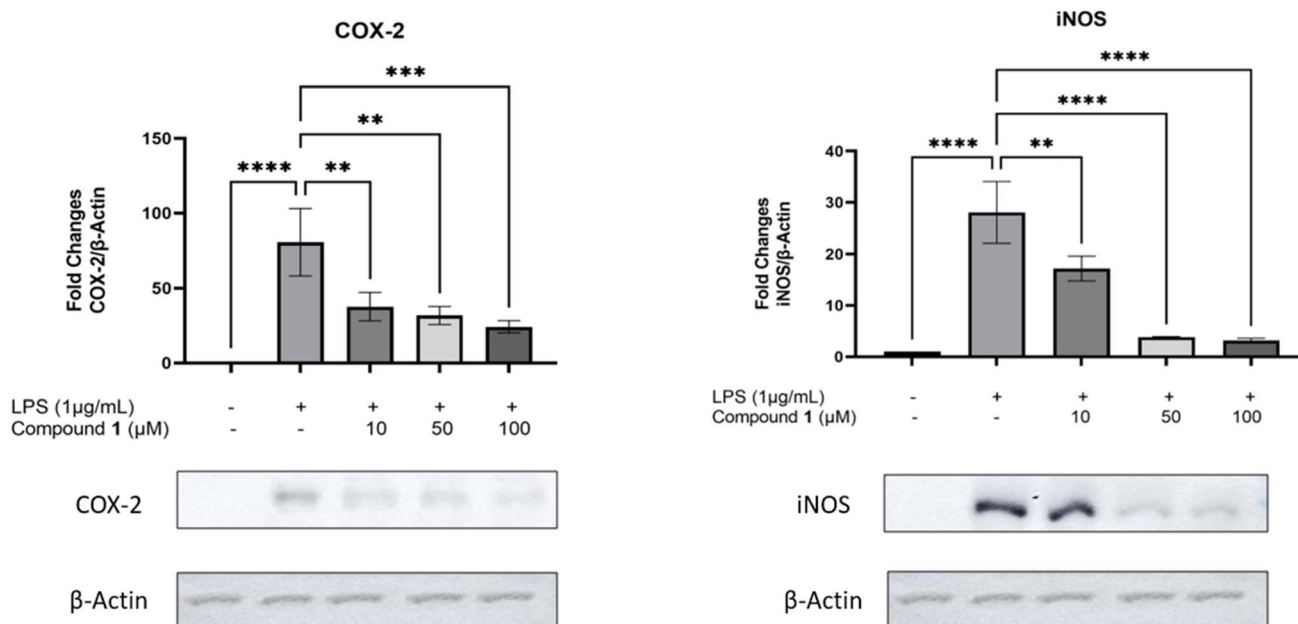 COX-2
***
**
**** **
150
100
50
0
Fold Changes
COX-2/β-Actin
LPS (1µg/mL) - + + + +
Compound 1 (µM) - - 10 50 100
COX-2
β-Actin
iNOS
****
****
**** **
40
30
20
10
0
Fold Changes
iNOS/β-Actin
LPS (1µg/mL) - + + + +
Compound 1 (µM) - - 10 50 100
iNOS
β-Actin